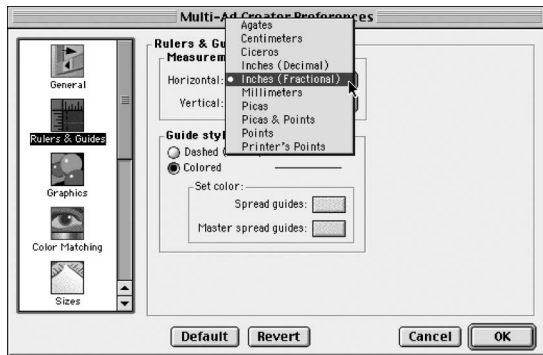 Multi-Ad Creator Preferences
General
Rulers & Guides
Graphics
Color Matching
Sizes
Rulers & Gu
Measurem
Horizontal:
Vertical:
Agates
Centimeters
Ciceros
Inches (Decimal)
Inches (Fractional)
Millimeters
Picas
Picas & Points
Points
Printer's Points
Guide styl
Dashed (
Colored
Set color:
Spread guides:
Master spread guides:
Default
Revert
Cancel
OK